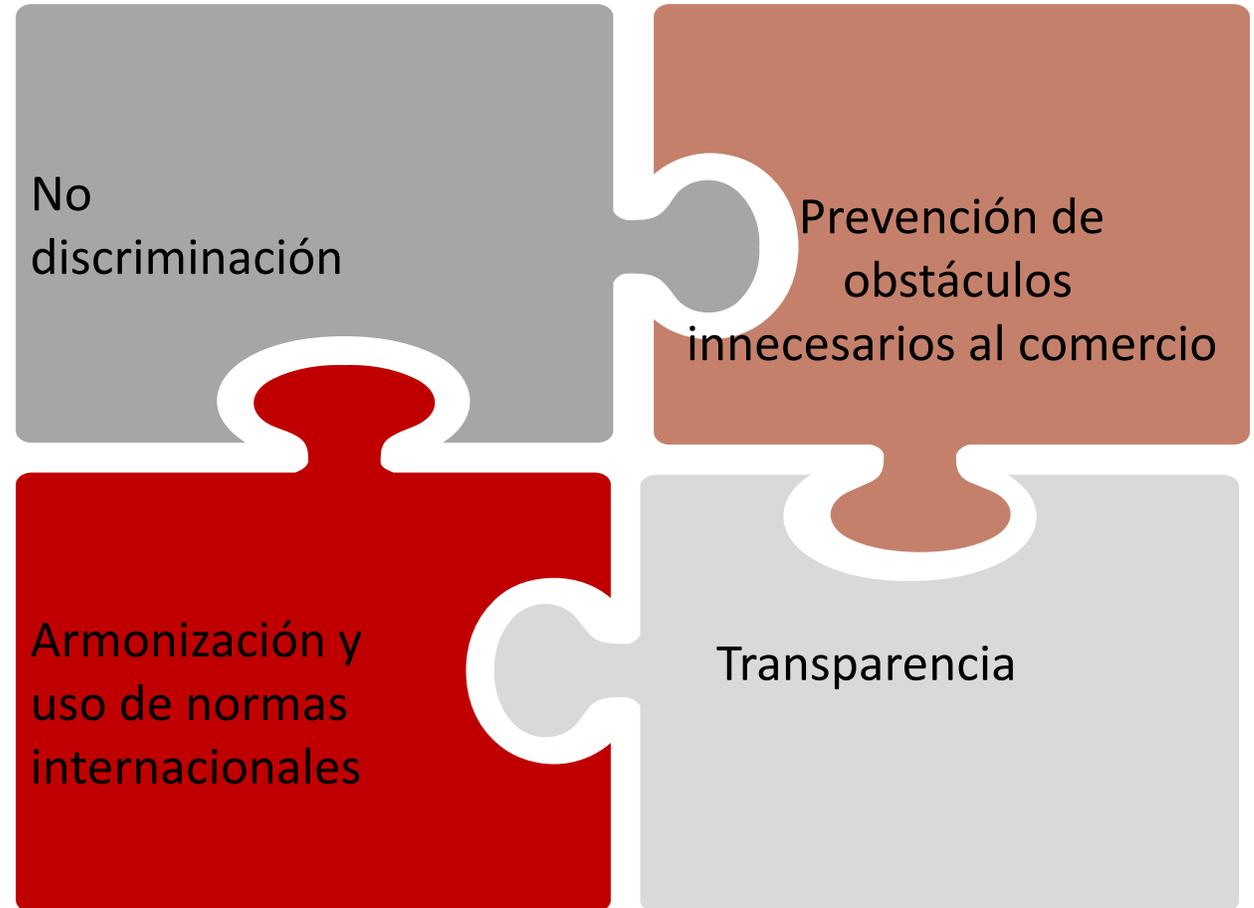 No
discriminación
Prevención de
obstáculos
innecesarios al comercio
Armonización y
uso de normas
internacionales
Transparencia